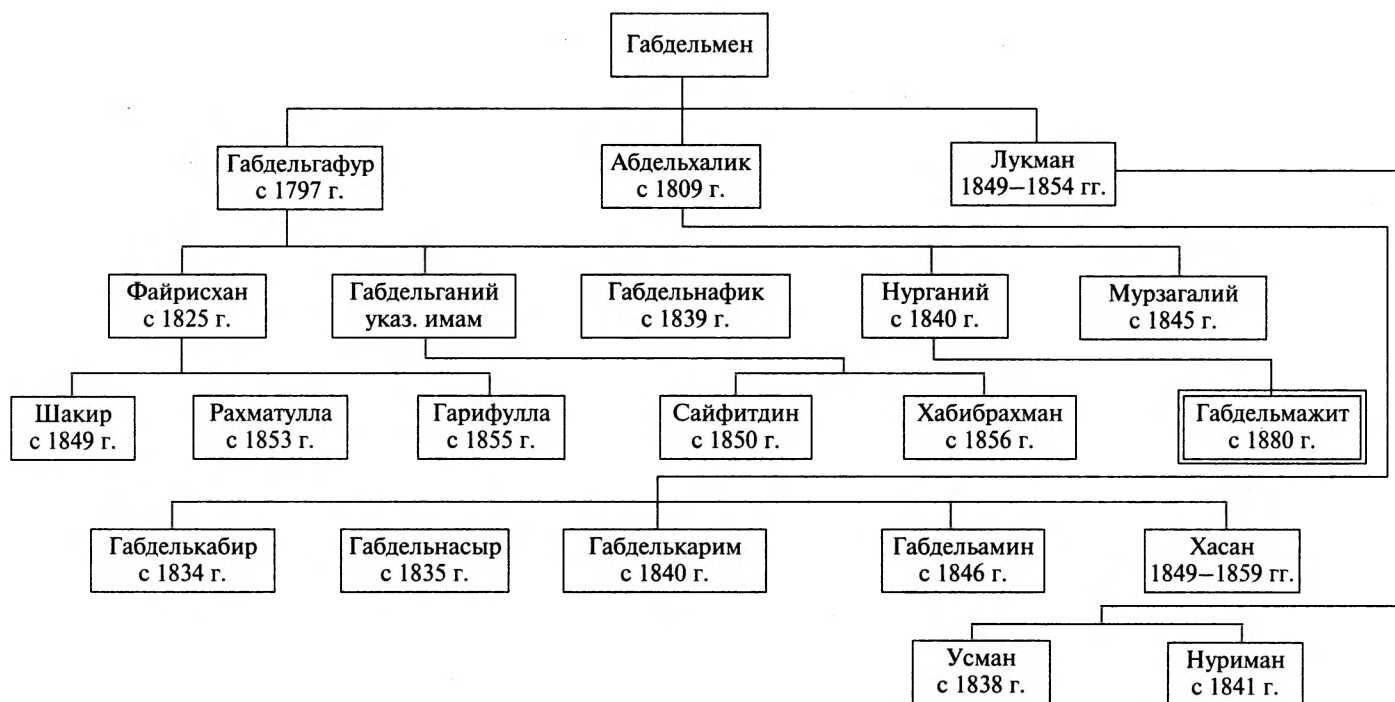 Габдельмен
Габдельгафур
с 1797 г.
Абдельхалик
с 1809 г.
Лукман
1849–1854 гг.
Файрисхан
с 1825 г.
Габдельганий
указ. имам
Габдельнафик
с 1839 г.
Нурганий
с 1840 г.
Мурзагалий
с 1845 г.
Шакир
с 1849 г.
Рахматулла
с 1853 г.
Гарифулла
с 1855 г.
Сайфитдин
с 1850 г.
Хабибрахман
с 1856 г.
Габдельмажит
с 1880 г.
Габделькабир
с 1834 г.
Габдельнасыр
с 1835 г.
Габделькарим
с 1840 г.
Габдельамин
с 1846 г.
Хасан
1849–1859 гг.
Усман
с 1838 г.
Нуриман
с 1841 г.